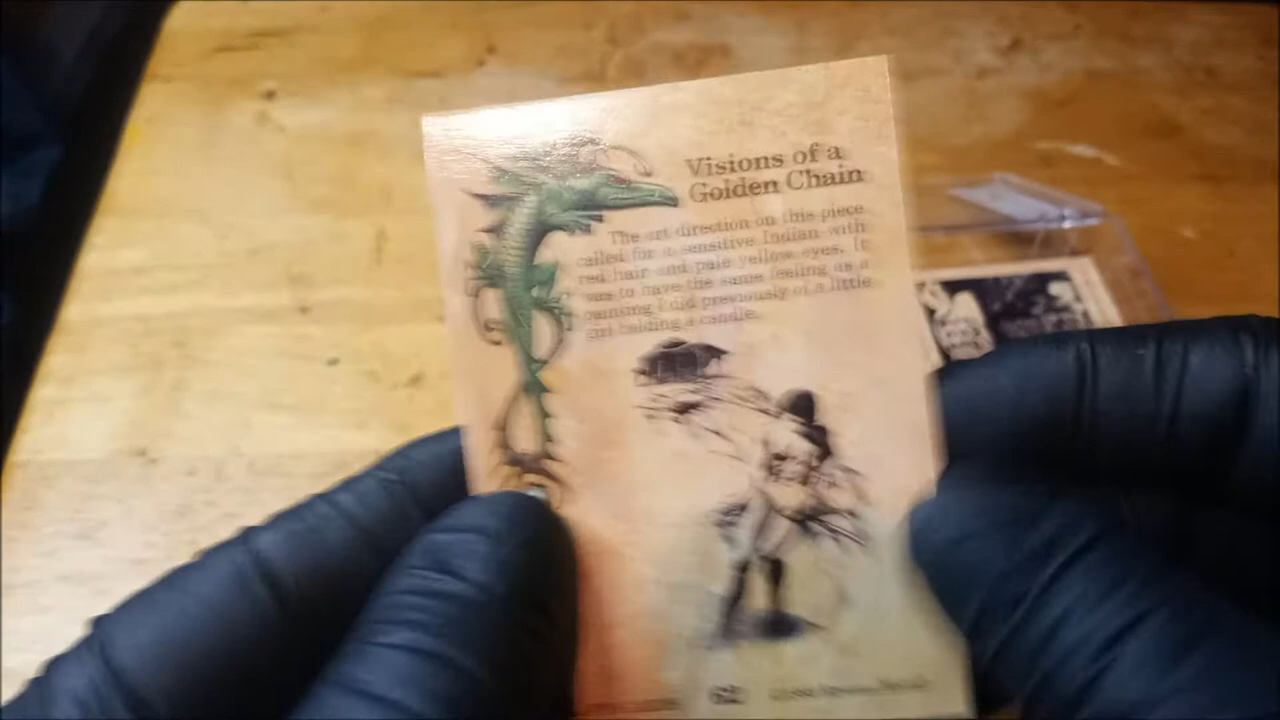 Visions of a
Golden Chain
The art direction on this piece
called for a sensitive Indian with
red hair and pale yellow eyes. It
was to have the same feeling as a
painting I did previously of a little
girl holding a candle.
62